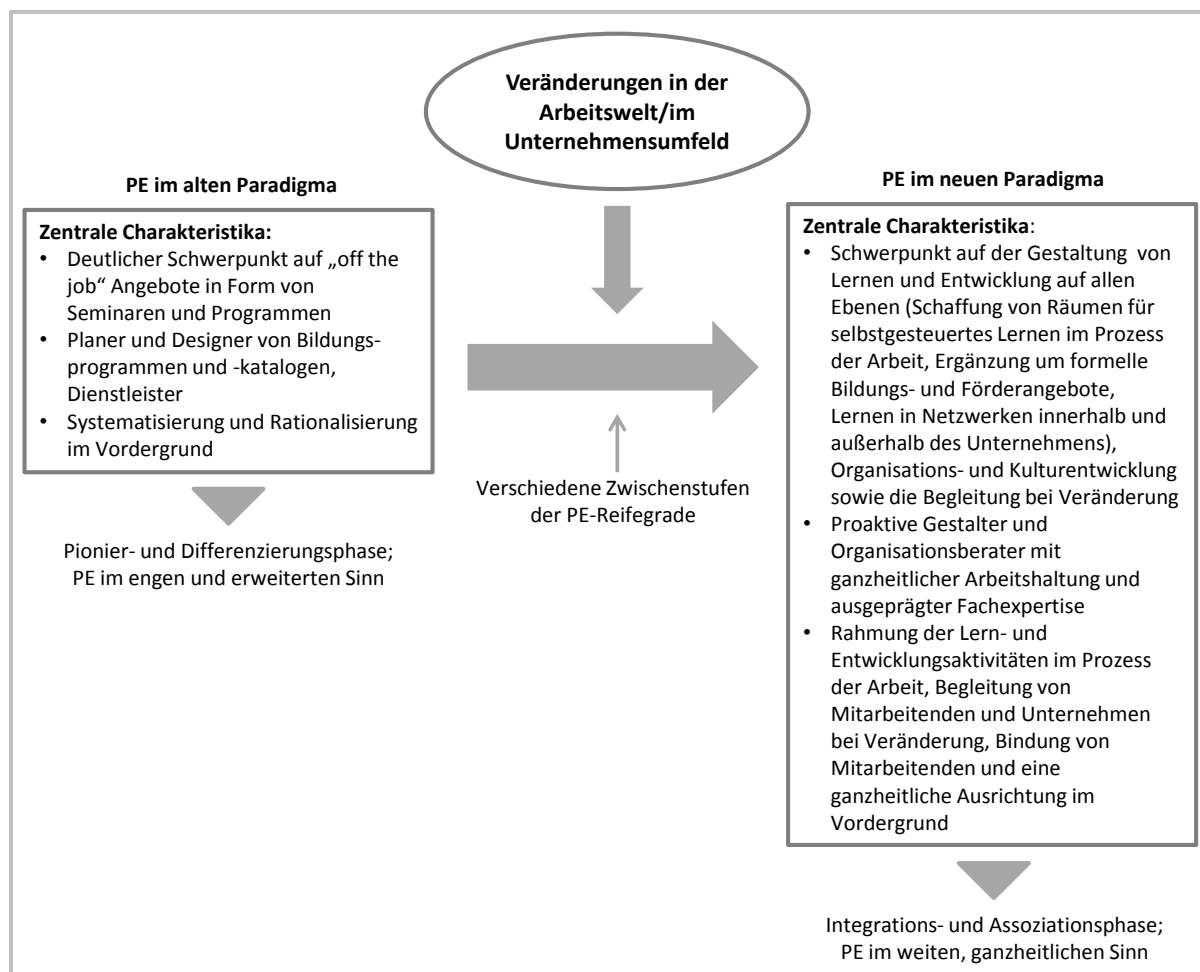 Veränderungen in der
Arbeitswelt/im
Unternehmensumfeld
PE im alten Paradigma
Zentrale Charakteristika:
• Deutlicher Schwerpunkt auf „off the
job“ Angebote in Form von
Seminaren und Programmen
• Planer und Designer von Bildungs-
programmen und -katalogen,
Dienstleister
• Systematisierung und Rationalisierung
im Vordergrund
Pionier- und Differenzierungsphase;
PE im engen und erweiterten Sinn
Verschiedene Zwischenstufen
der PE-Reifegrade
PE im neuen Paradigma
Zentrale Charakteristika:
• Schwerpunkt auf der Gestaltung von
Lernen und Entwicklung auf allen
Ebenen (Schaffung von Räumen für
selbstgesteuertes Lernen im Prozess
der Arbeit, Ergänzung um formelle
Bildungs- und Förderangebote,
Lernen in Netzwerken innerhalb und
außerhalb des Unternehmens),
Organisations- und Kulturentwicklung
sowie die Begleitung bei Veränderung
• Proaktive Gestalter und
Organisationsberater mit
ganzheitlicher Arbeitshaltung und
ausgeprägter Fachexpertise
• Rahmung der Lern- und
Entwicklungsaktivitäten im Prozess
der Arbeit, Begleitung von
Mitarbeitenden und Unternehmen
bei Veränderung, Bindung von
Mitarbeitenden und eine
ganzheitliche Ausrichtung im
Vordergrund
Integrations- und Assoziationsphase;
PE im weiten, ganzheitlichen Sinn